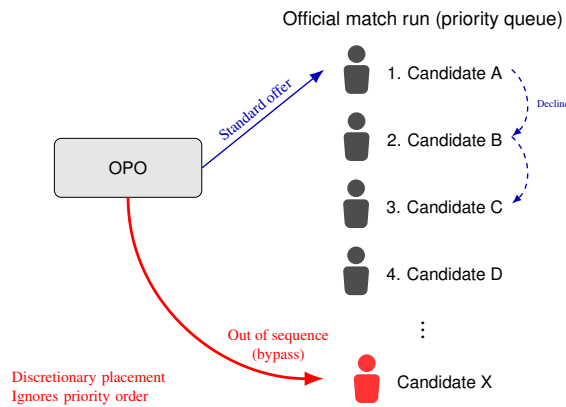 Official match run (priority queue)
1. Candidate A
Standard offer
Decline
2. Candidate B
OPO
3. Candidate C
4. Candidate D
Out of sequence
(bypass)
Discretionary placement
Ignores priority order
Candidate X